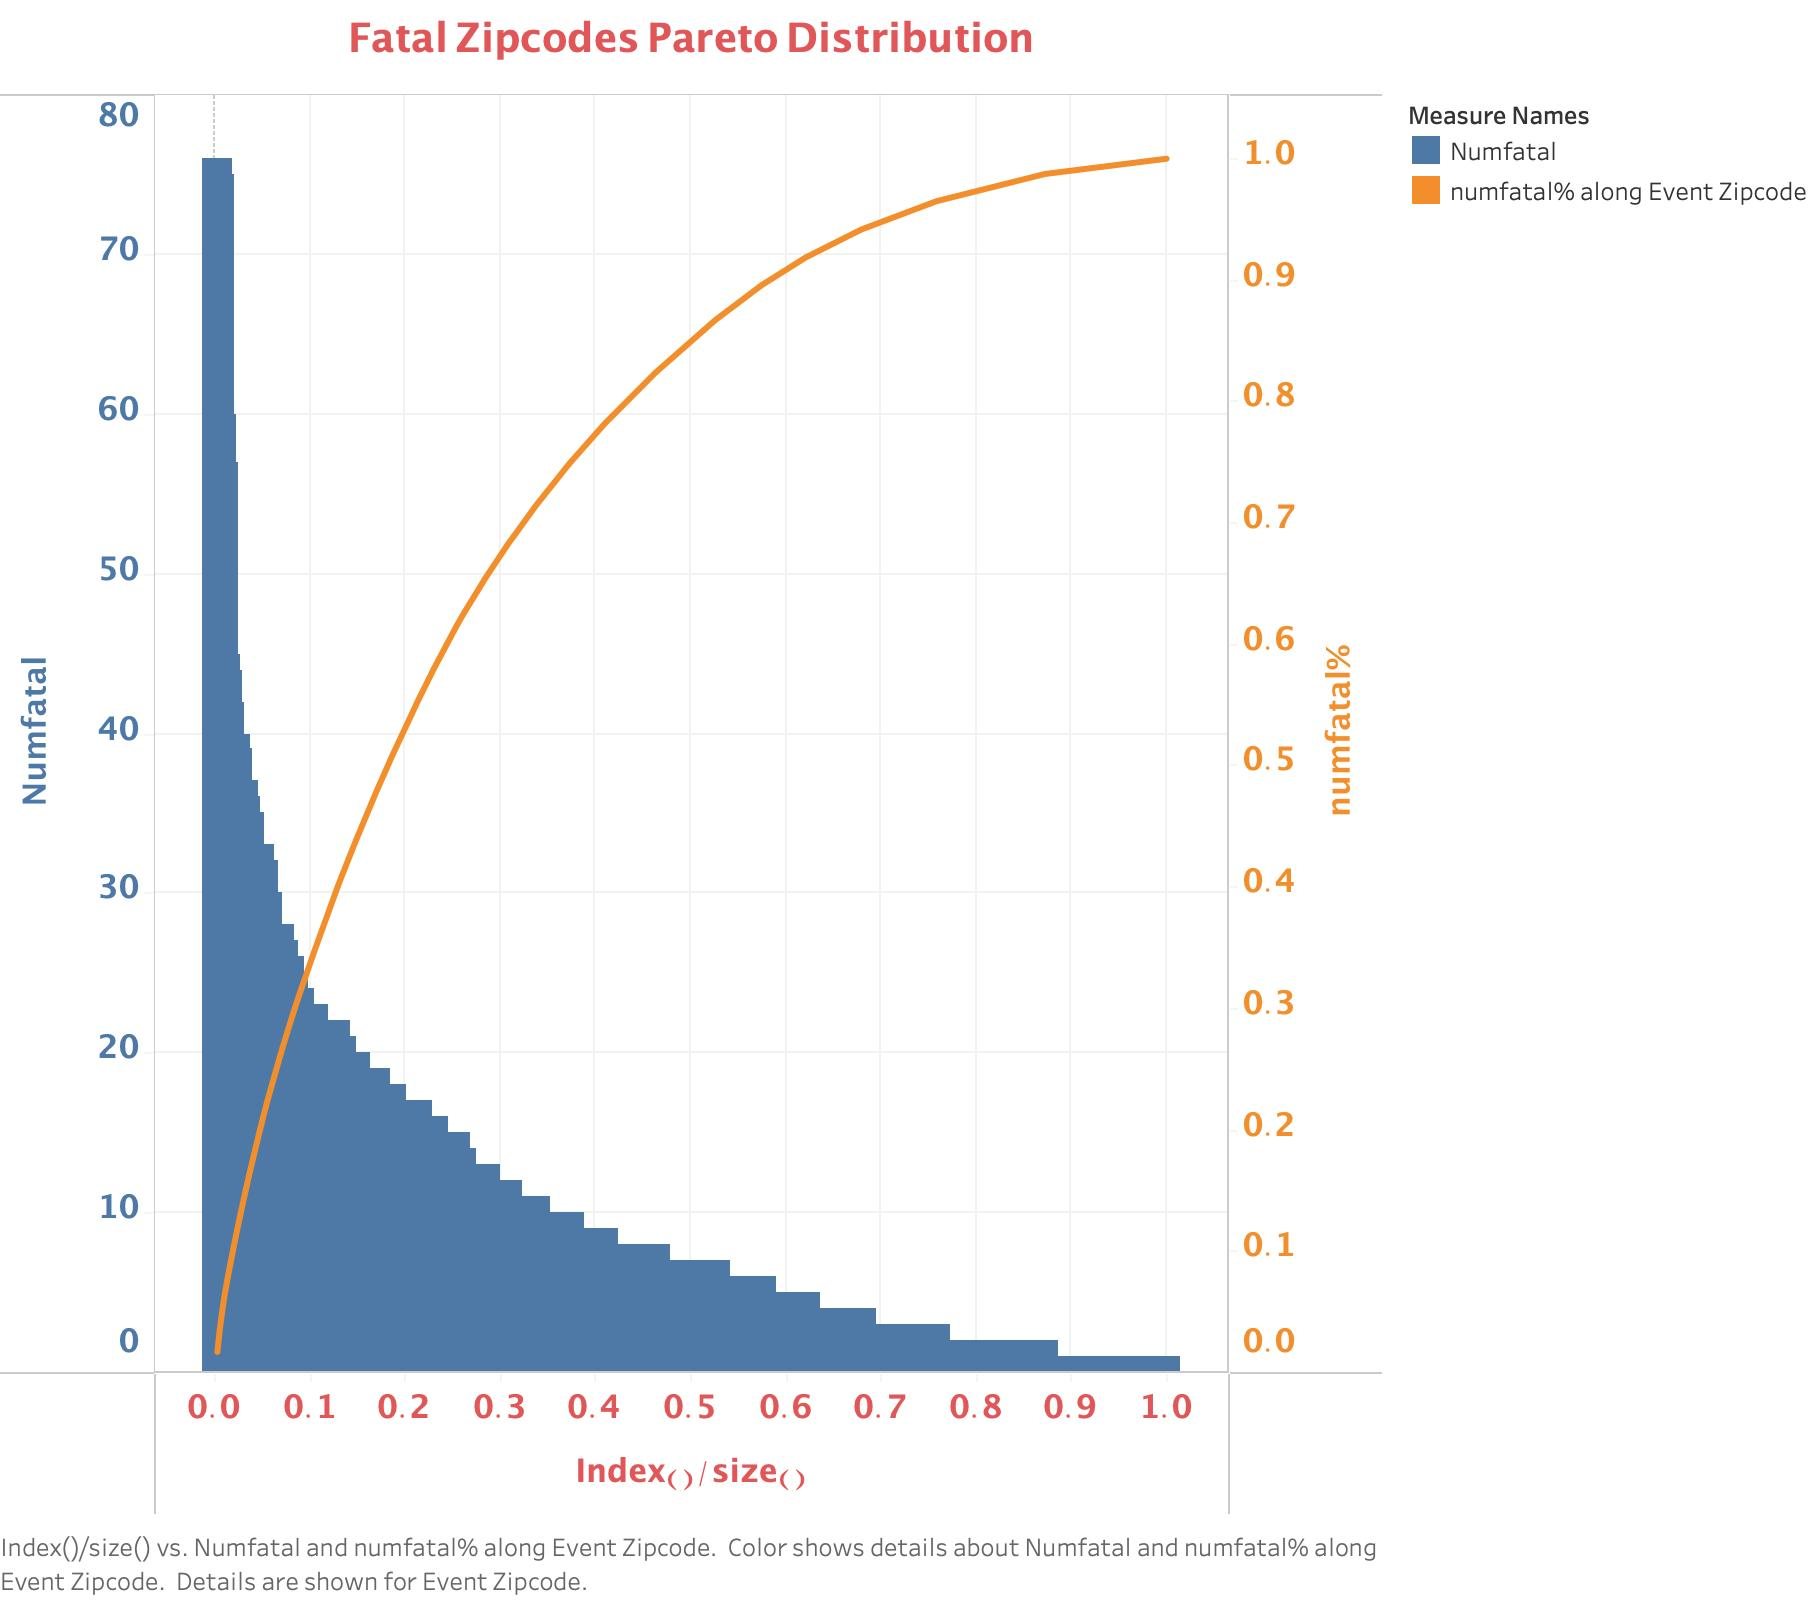 Fatal Zipcodes Pareto Distribution
80
70
60
50
40
30
20
10
0
Numfatal
1.0
0.9
0.8
0.7
0.6
0.5
0.4
0.3
0.2
0.1
0.0
numfatal%
0.0 0.1 0.2 0.3 0.4 0.5 0.6 0.7 0.8 0.9 1.0
Index()/size()
Measure Names
Numfatal
numfatal% along Event Zipcode
Index()/size() vs. Numfatal and numfatal% along Event Zipcode.  Color shows details about Numfatal and numfatal% along
Event Zipcode.  Details are shown for Event Zipcode.